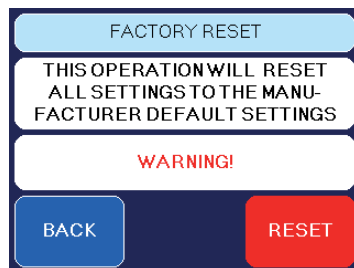 FACTORY RESET
THIS OPERATION WILL RESET
ALL SETTINGS TO THE MANU-
FACTURER DEFAULT SETTINGS
WARNING!
BACK
RESET